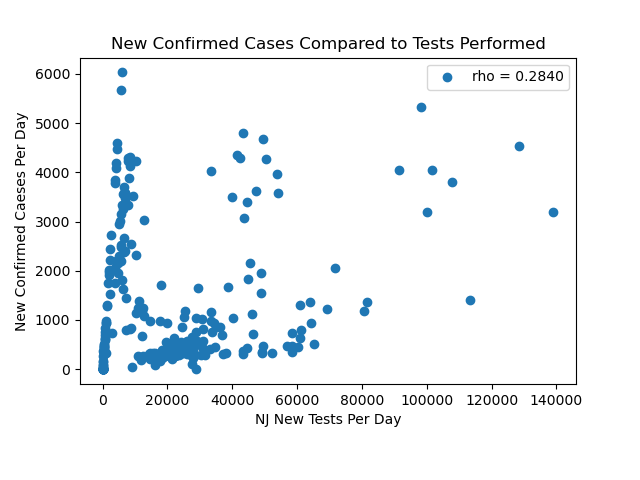 New Confirmed Cases Compared to Tests Performed
rho = 0.2840
New Confirmed Caeses Per Day
6000
5000
4000
3000
2000
1000
0
0 20000 40000 60000 80000 100000 120000 140000
NJ New Tests Per Day